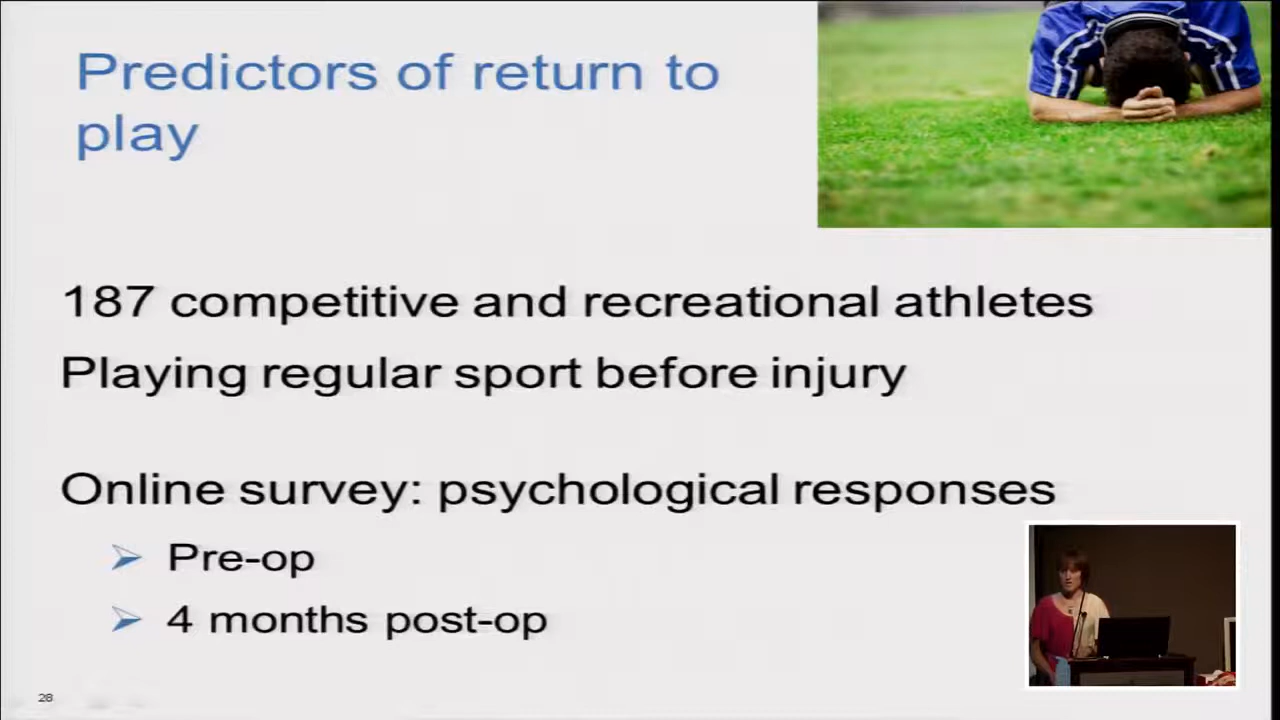 Predictors of return to
play
187 competitive and recreational athletes
Playing regular sport before injury
Online survey: psychological responses
➢ Pre-op
➢ 4 months post-op
28